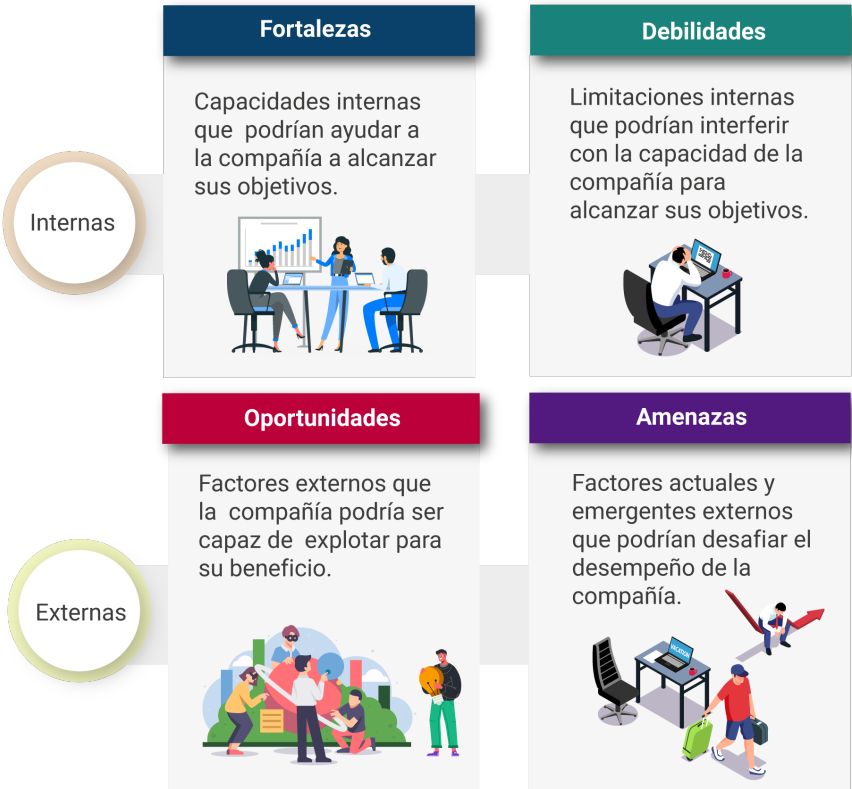 Fortalezas
Capacidades internas
que podrían ayudar a
la compañía a alcanzar
sus objetivos.
Debilidades
Limitaciones internas
que podrían interferir
con la capacidad de la
compañía para
alcanzar sus objetivos.
Internas
Oportunidades
Factores externos que
la compañía podría ser
capaz de explotar para
su beneficio.
Amenazas
Factores actuales y
emergentes externos
que podrían desafiar el
desempeño de la
compañía.
Externas
VACATION